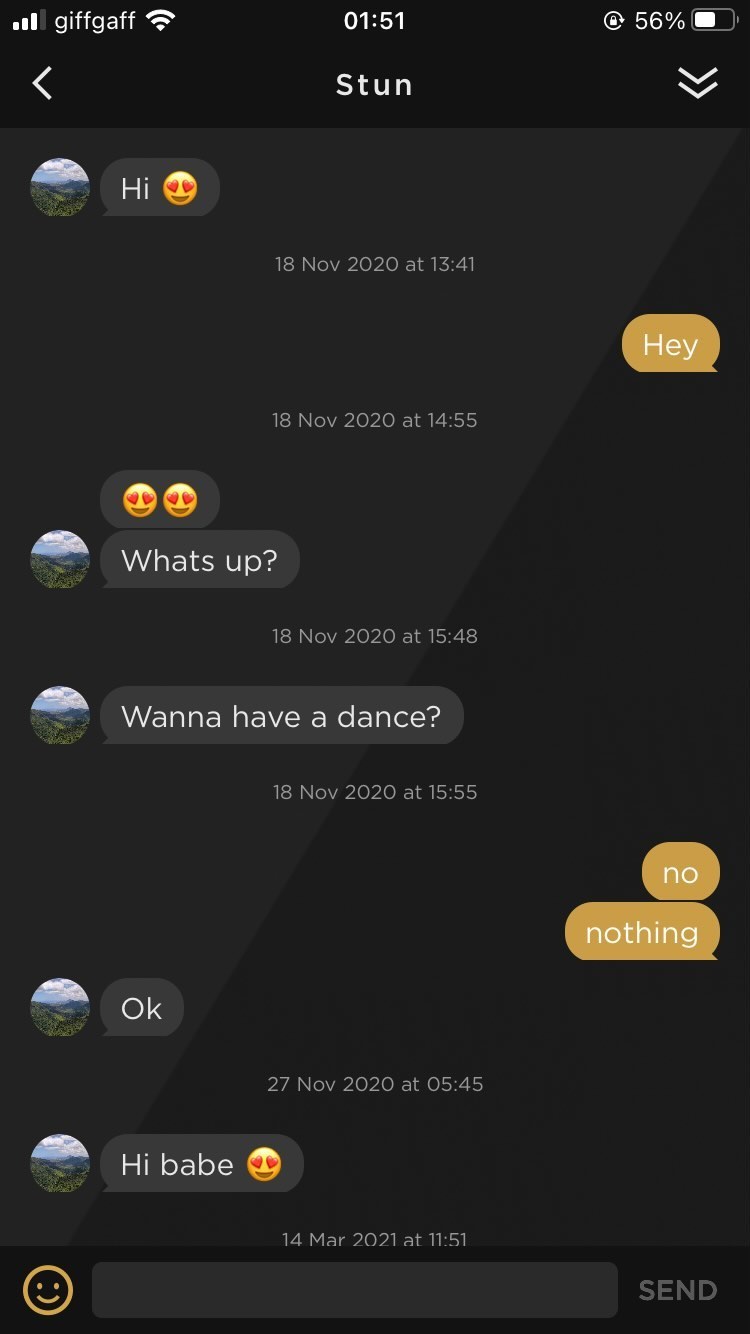 giffgaff 01:51 56%
Stun
Hi 😍
18 Nov 2020 at 13:41
Hey
18 Nov 2020 at 14:55
😍😍
Whats up?
18 Nov 2020 at 15:48
Wanna have a dance?
18 Nov 2020 at 15:55
no
nothing
Ok
27 Nov 2020 at 05:45
Hi babe 😍
14 Mar 2021 at 11:51
SEND